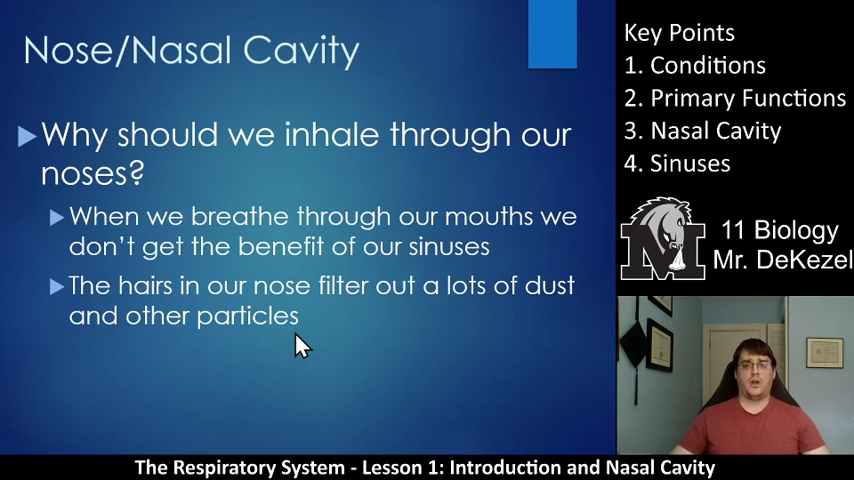 Nose/Nasal Cavity
Why should we inhale through our
noses?
When we breathe through our mouths we
don't get the benefit of our sinuses
The hairs in our nose filter out a lots of dust
and other particles
Key Points
1. Conditions
2. Primary Functions
3. Nasal Cavity
4. Sinuses
M
11 Biology
Mr. DeKezel
The Respiratory System - Lesson 1: Introduction and Nasal Cavity